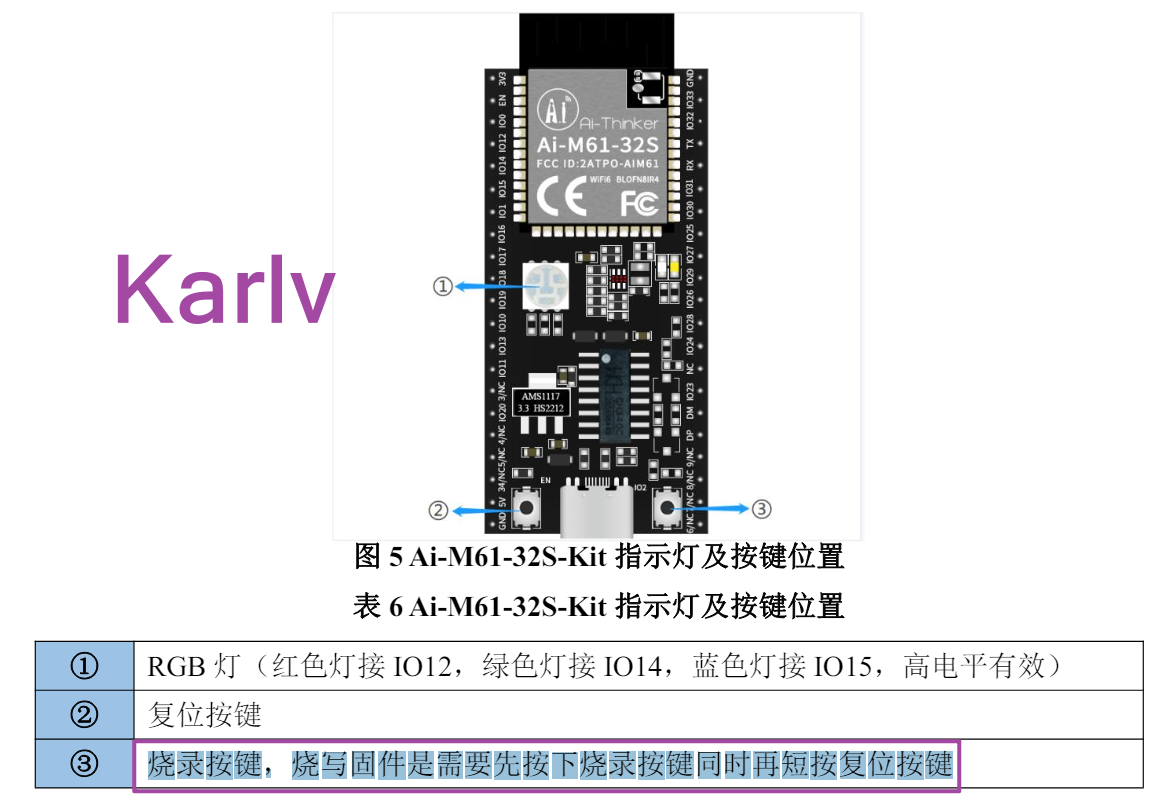 Ai
Ai-Thinker
Ai-M61-32S
FCC ID:2ATPO-AIM61
WiFi6 BL0FN8IR4
CE FC
3V3
EN
IO0
IO12
IO14
IO15
IO1
IO16
IO17
IO18
IO19
IO10
IO13
IO11
3/NC
IO20
4/NC
5/NC
34/NC
5V
GND
GND
IO33
IO32
TX
RX
IO31
IO30
IO25
IO27
IO29
IO26
IO28
IO24
NC
IO23
DM
DP
9/NC
8/NC
7/NC
6/NC
Karlv
①
AMS1117
3.3 HS2212
EN
IO2
②
③
图 5 Ai-M61-32S-Kit 指示灯及按键位置
表 6 Ai-M61-32S-Kit 指示灯及按键位置
① RGB 灯（红色灯接 IO12，绿色灯接 IO14，蓝色灯接 IO15，高电平有效）
② 复位按键
③ 烧录按键，烧写固件是需要先按下烧录按键同时再短按复位按键